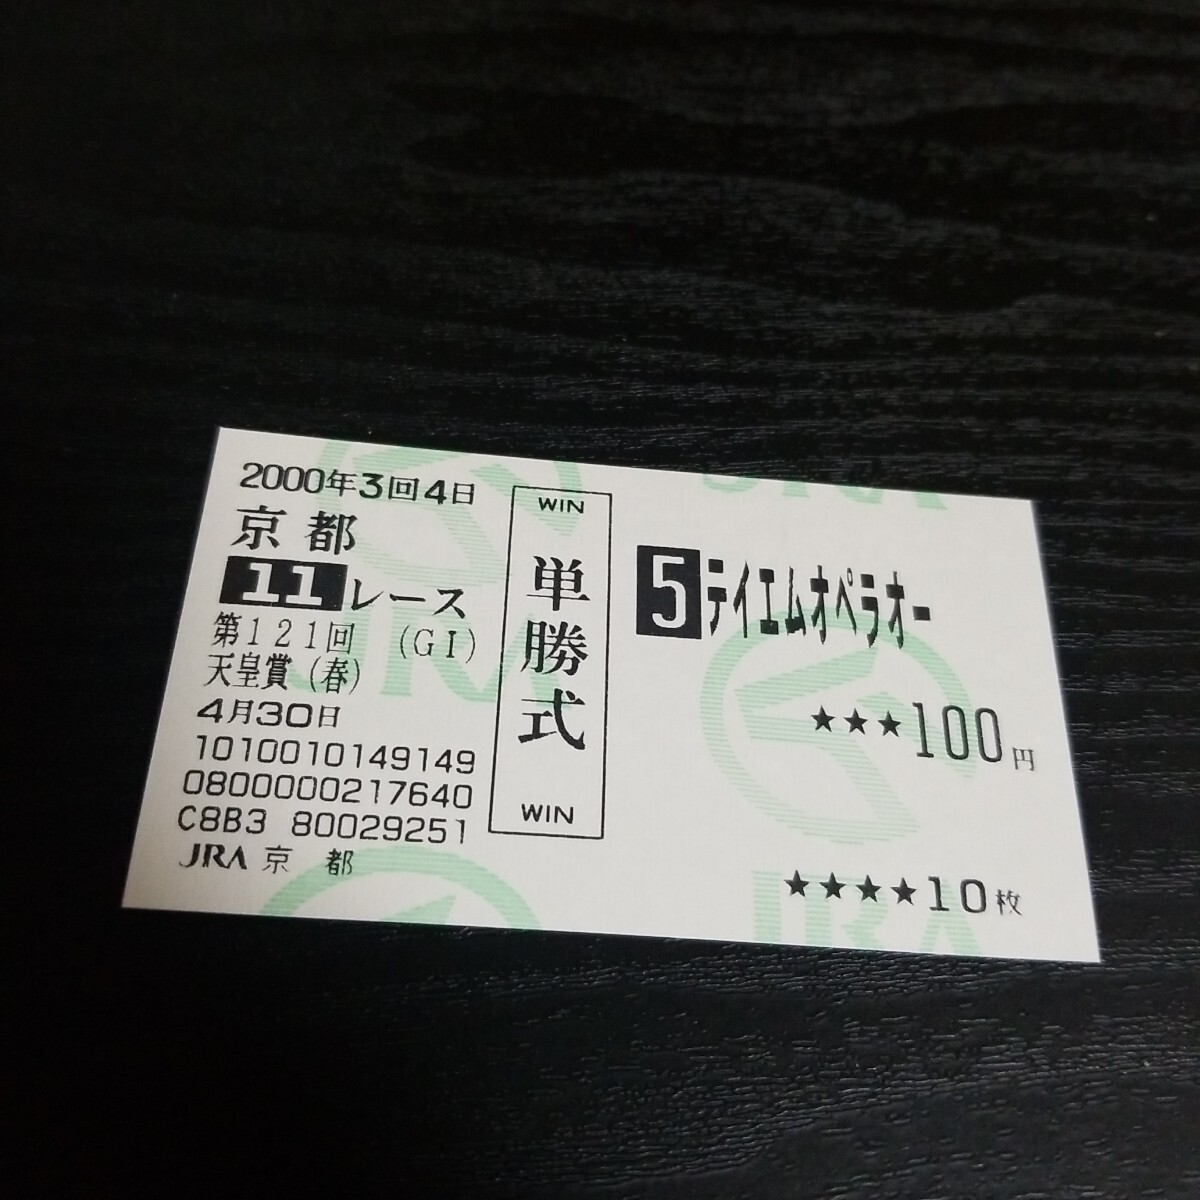 2000年3回4日
京都
11レース
第121回 (GI)
天皇賞(春)
4月30日
1010010149149
0800000217640
C8B3 80029251
JRA 京 都
WIN
単勝式
WIN
5テイエムオペラオー
★★★100円
★★★★10枚
JRA
JRA
JRA